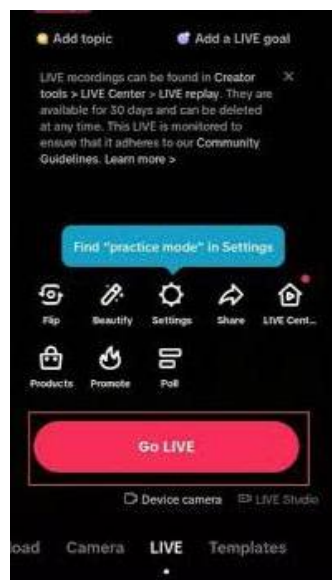 Add topic Add a LIVE goal
LIVE recordings can be found in Creator
tools > LIVE Center > LIVE replay. They are
available for 30 days and can be deleted
at any time. This LIVE is monitored to
ensure that it adheres to our Community
Guidelines. Learn more >
Find "practice mode" in Settings
Flip Beautify Settings Share LIVE Cent...
Products Promote Poll
Go LIVE
Device camera LIVE Studio
oad Camera LIVE Templates